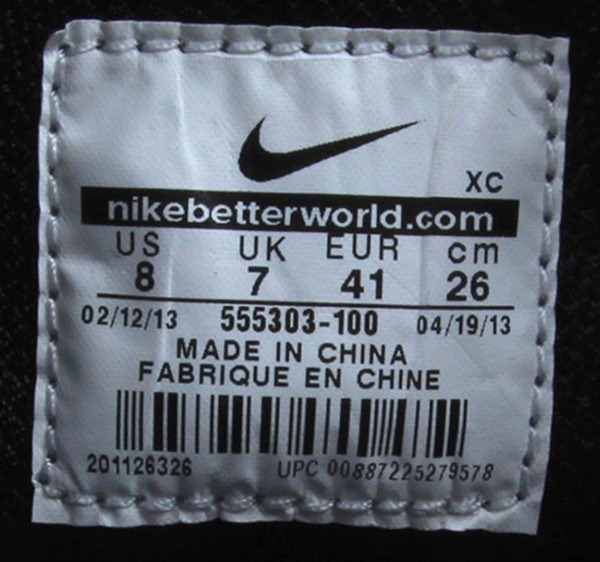 XC
nikebetterworld.com
US UK EUR cm
8 7 41 26
02/12/13 555303-100 04/19/13
MADE IN CHINA
FABRIQUE EN CHINE
201126326 UPC 00887225279578